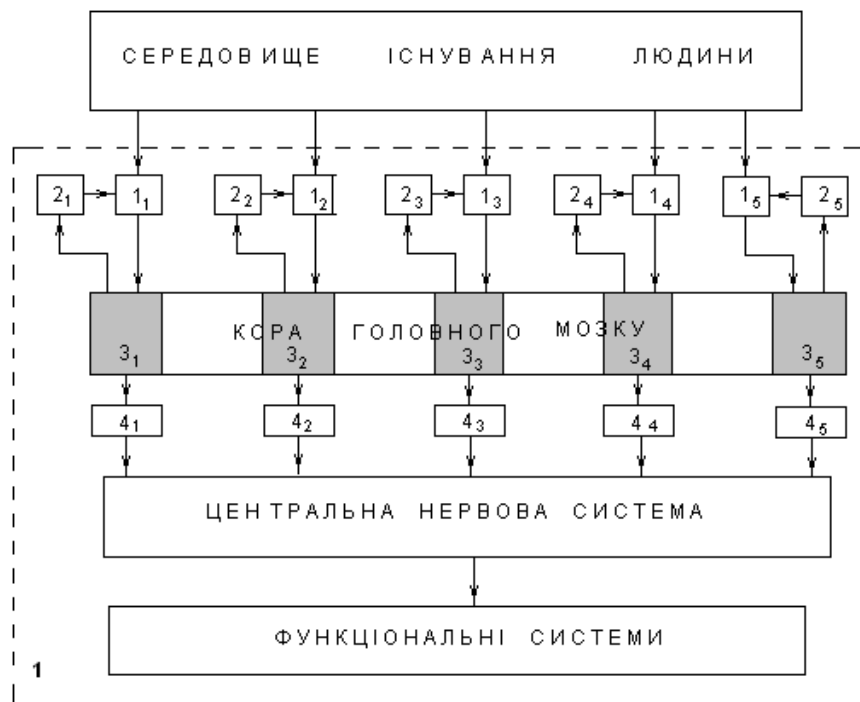 СЕРЕДОВИЩЕ ІСНУВАННЯ ЛЮДИНИ
2₁ 1₁ 2₂ 1₂ 2₃ 1₃ 2₄ 1₄ 1₅ 2₅
КОРА ГОЛОВНОГО МОЗКУ
3₁ 3₂ 3₃ 3₄ 3₅
4₁ 4₂ 4₃ 4₄ 4₅
ЦЕНТРАЛЬНА НЕРВОВА СИСТЕМА
ФУНКЦІОНАЛЬНІ СИСТЕМИ
1